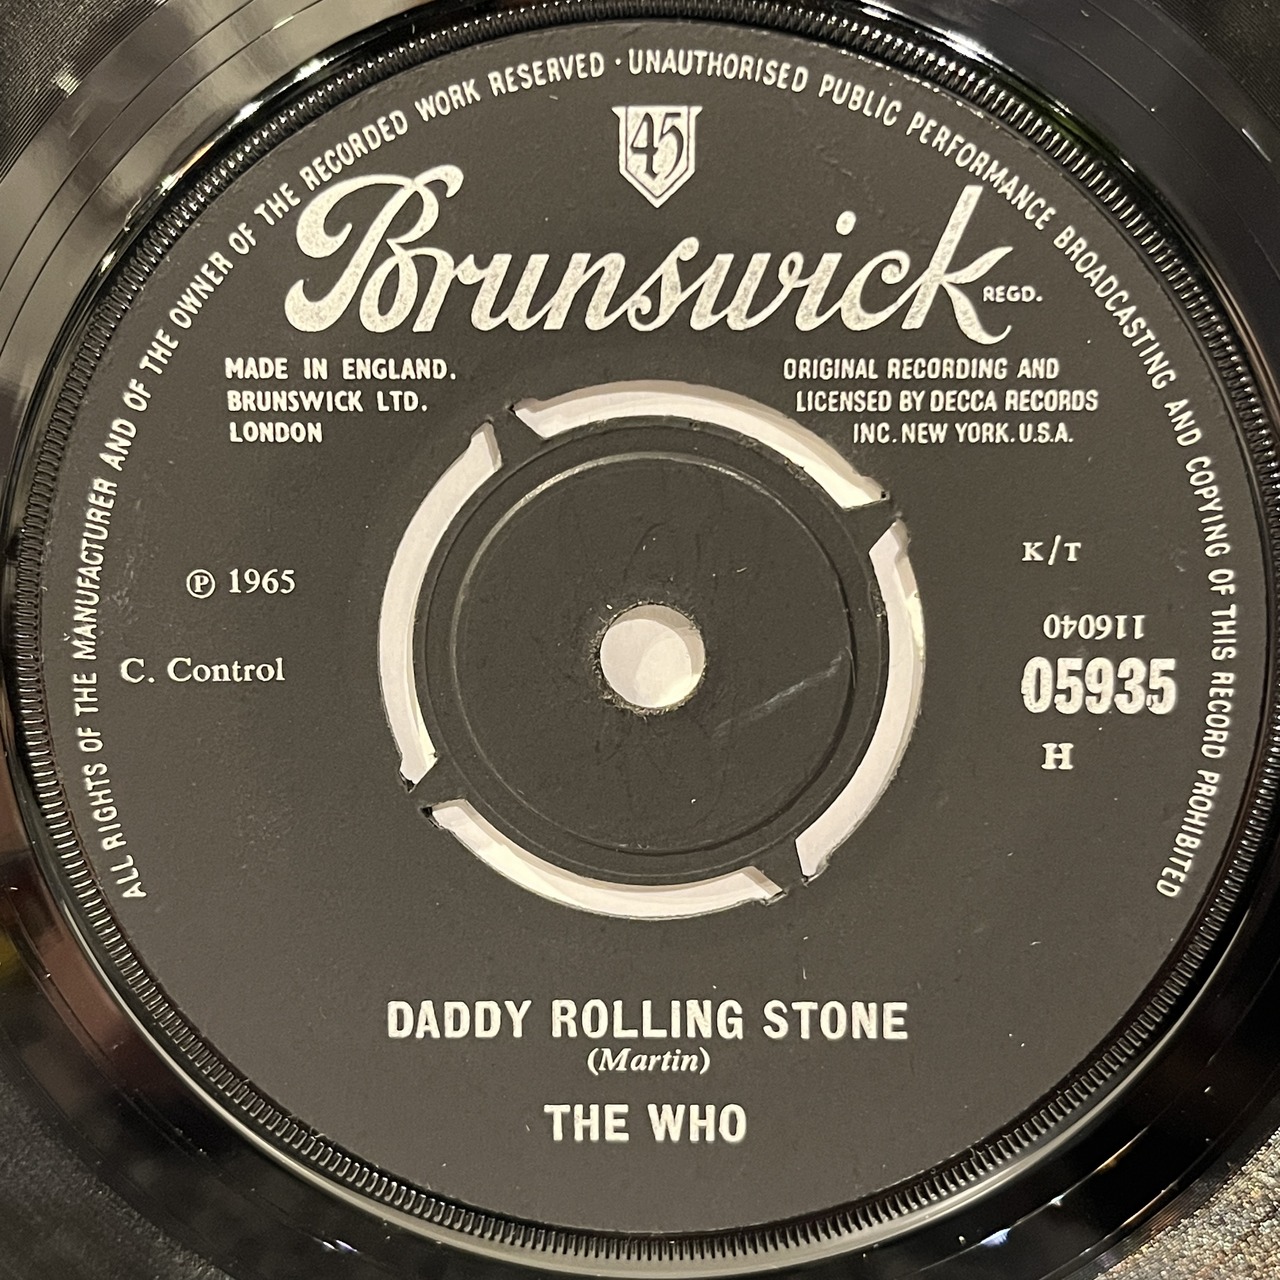 ALL RIGHTS OF THE MANUFACTURER AND OF THE OWNER OF THE RECORDED WORK RESERVED · UNAUTHORISED PUBLIC PERFORMANCE BROADCASTING AND COPYING OF THIS RECORD PROHIBITED
45
Brunswick REGD.
MADE IN ENGLAND.
BRUNSWICK LTD.
LONDON
ORIGINAL RECORDING AND
LICENSED BY DECCA RECORDS
INC. NEW YORK. U.S.A.
℗ 1965
C. Control
K/T
116040
05935
H
DADDY ROLLING STONE
(Martin)
THE WHO